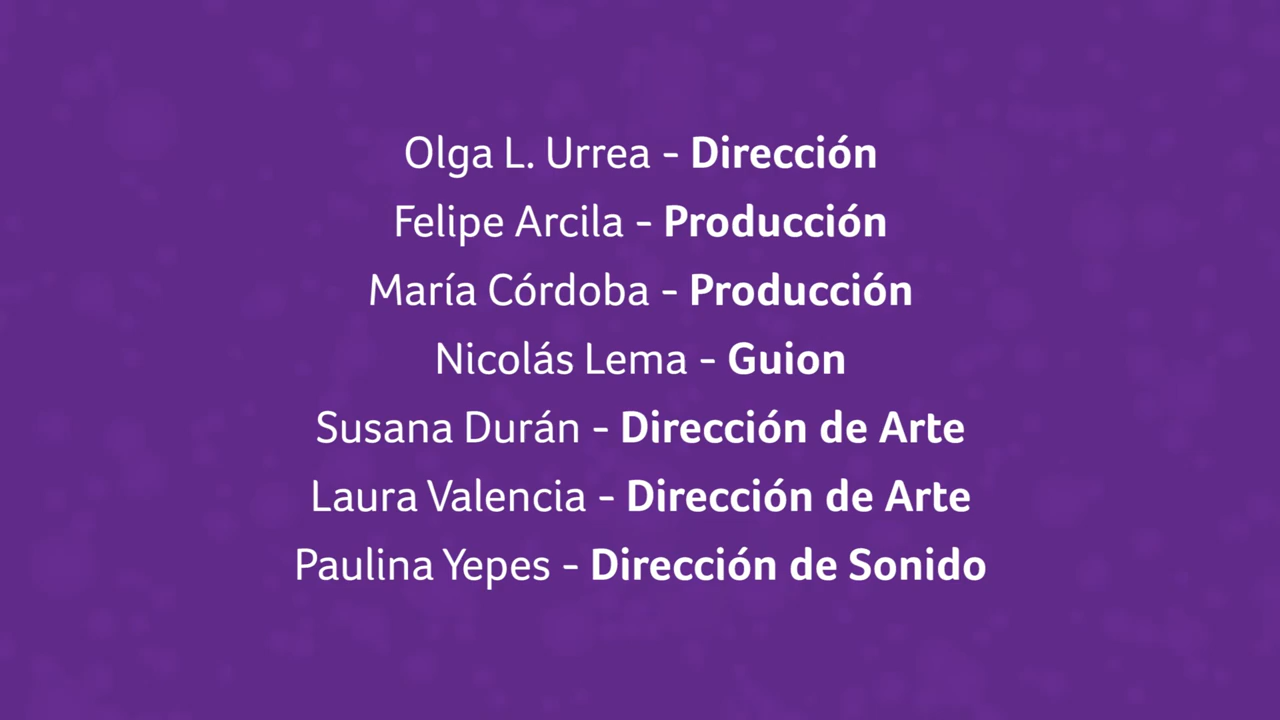 Olga L. Urrea - Dirección
Felipe Arcila - Producción
María Córdoba - Producción
Nicolás Lema - Guion
Susana Durán - Dirección de Arte
Laura Valencia - Dirección de Arte
Paulina Yepes - Dirección de Sonido